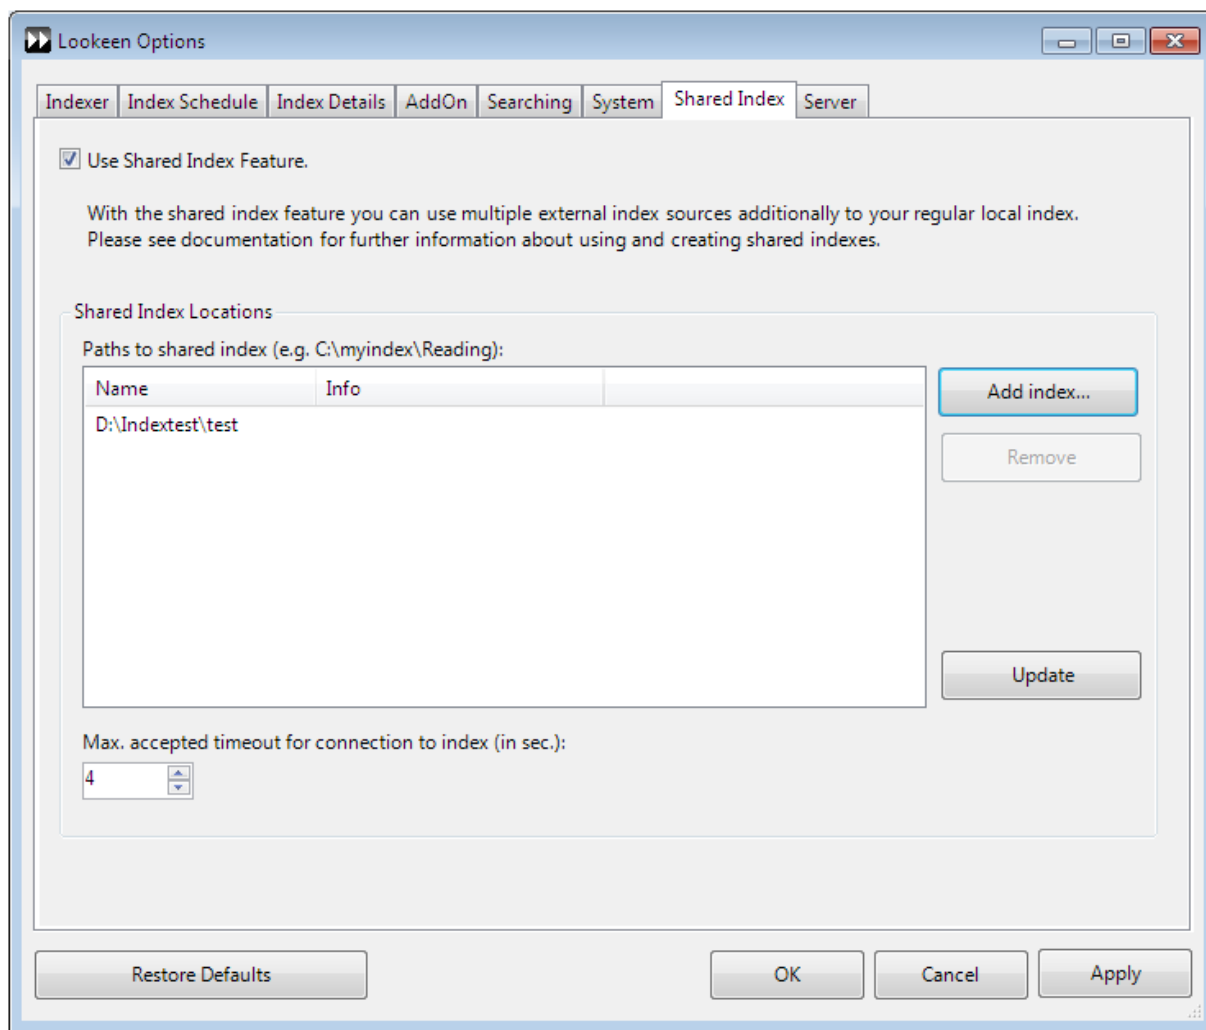 Lookeen Options
Indexer Index Schedule Index Details AddOn Searching System Shared Index Server
Use Shared Index Feature.
With the shared index feature you can use multiple external index sources additionally to your regular local index.
Please see documentation for further information about using and creating shared indexes.
Shared Index Locations
Paths to shared index (e.g. C:\myindex\Reading):
Name Info
Add index...
D:\Indextest\test
Remove
Update
Max. accepted timeout for connection to index (in sec.):
4
Restore Defaults OK Cancel Apply